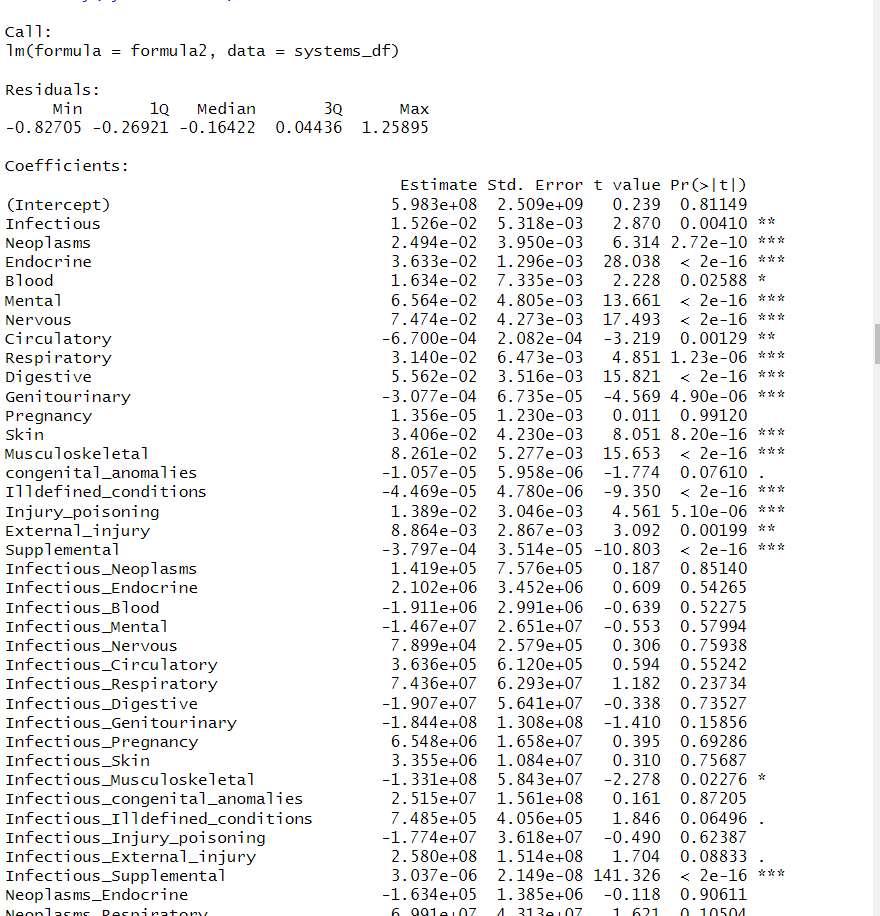 Call:
lm(formula = formula2, data = systems_df)
Residuals:
Min 1Q Median 3Q Max
-0.82705 -0.26921 -0.16422 0.04436 1.25895
Coefficients:
Estimate Std. Error t value Pr(>|t|)
(Intercept) 5.983e+08 2.509e+09 0.239 0.81149
Infectious 1.526e-02 5.318e-03 2.870 0.00410 **
Neoplasms 2.494e-02 3.950e-03 6.314 2.72e-10 ***
Endocrine 3.633e-02 1.296e-03 28.038 < 2e-16 ***
Blood 1.634e-02 7.335e-03 2.228 0.02588 *
Mental 6.564e-02 4.805e-03 13.661 < 2e-16 ***
Nervous 7.474e-02 4.273e-03 17.493 < 2e-16 ***
Circulatory -6.700e-04 2.082e-04 -3.219 0.00129 **
Respiratory 3.140e-02 6.473e-03 4.851 1.23e-06 ***
Digestive 5.562e-02 3.516e-03 15.821 < 2e-16 ***
Genitourinary -3.077e-04 6.735e-05 -4.569 4.90e-06 ***
Pregnancy 1.356e-05 1.230e-03 0.011 0.99120
Skin 3.406e-02 4.230e-03 8.051 8.20e-16 ***
Musculoskeletal 8.261e-02 5.277e-03 15.653 < 2e-16 ***
congenital_anomalies -1.057e-05 5.958e-06 -1.774 0.07610 .
Illdefined_conditions -4.469e-05 4.780e-06 -9.350 < 2e-16 ***
Injury_poisoning 1.389e-02 3.046e-03 4.561 5.10e-06 ***
External_injury 8.864e-03 2.867e-03 3.092 0.00199 **
Supplemental -3.797e-04 3.514e-05 -10.803 < 2e-16 ***
Infectious_Neoplasms 1.419e+05 7.576e+05 0.187 0.85140
Infectious_Endocrine 2.102e+06 3.452e+06 0.609 0.54265
Infectious_Blood -1.911e+06 2.991e+06 -0.639 0.52275
Infectious_Mental -1.467e+07 2.651e+07 -0.553 0.57994
Infectious_Nervous 7.899e+04 2.579e+05 0.306 0.75938
Infectious_Circulatory 3.636e+05 6.120e+05 0.594 0.55242
Infectious_Respiratory 7.436e+07 6.293e+07 1.182 0.23734
Infectious_Digestive -1.907e+07 5.641e+07 -0.338 0.73527
Infectious_Genitourinary -1.844e+08 1.308e+08 -1.410 0.15856
Infectious_Pregnancy 6.548e+06 1.658e+07 0.395 0.69286
Infectious_Skin 3.355e+06 1.084e+07 0.310 0.75687
Infectious_Musculoskeletal -1.331e+08 5.843e+07 -2.278 0.02276 *
Infectious_congenital_anomalies 2.515e+07 1.561e+08 0.161 0.87205
Infectious_Illdefined_conditions 7.485e+05 4.056e+05 1.846 0.06496 .
Infectious_Injury_poisoning -1.774e+07 3.618e+07 -0.490 0.62387
Infectious_External_injury 2.580e+08 1.514e+08 1.704 0.08833 .
Infectious_Supplemental 3.037e-06 2.149e-08 141.326 < 2e-16 ***
Neoplasms_Endocrine -1.634e+05 1.385e+06 -0.118 0.90611
Neoplasms_Respiratory 6.991e+07 4.313e+07 1.621 0.10504